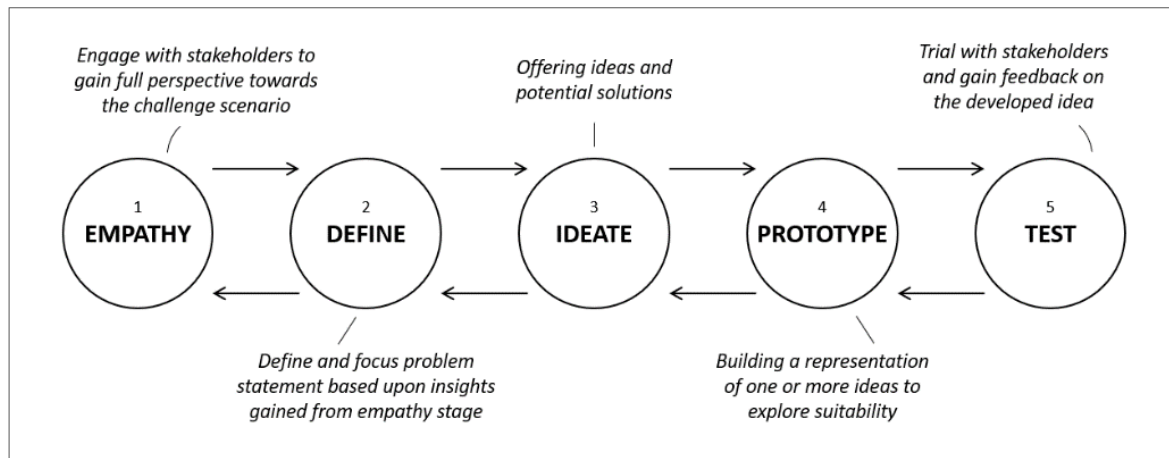 Engage with stakeholders to
gain full perspective towards
the challenge scenario
Offering ideas and
potential solutions
Trial with stakeholders
and gain feedback on
the developed idea
1
EMPATHY
2
DEFINE
3
IDEATE
4
PROTOTYPE
5
TEST
Define and focus problem
statement based upon insights
gained from empathy stage
Building a representation
of one or more ideas to
explore suitability